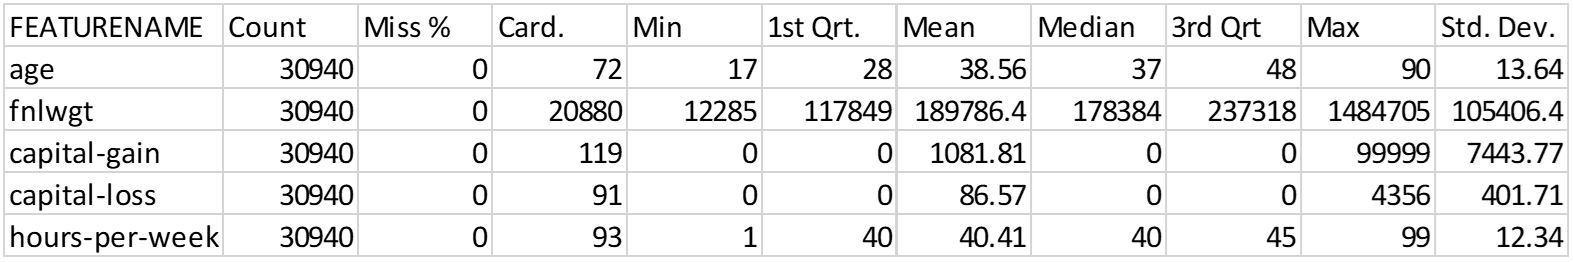 FEATURENAME Count Miss % Card. Min 1st Qrt. Mean Median 3rd Qrt Max Std. Dev.
age 30940 0 72 17 28 38.56 37 48 90 13.64
fnlwgt 30940 0 20880 12285 117849 189786.4 178384 237318 1484705 105406.4
capital-gain 30940 0 119 0 0 1081.81 0 0 99999 7443.77
capital-loss 30940 0 91 0 0 86.57 0 0 4356 401.71
hours-per-week 30940 0 93 1 40 40.41 40 45 99 12.34